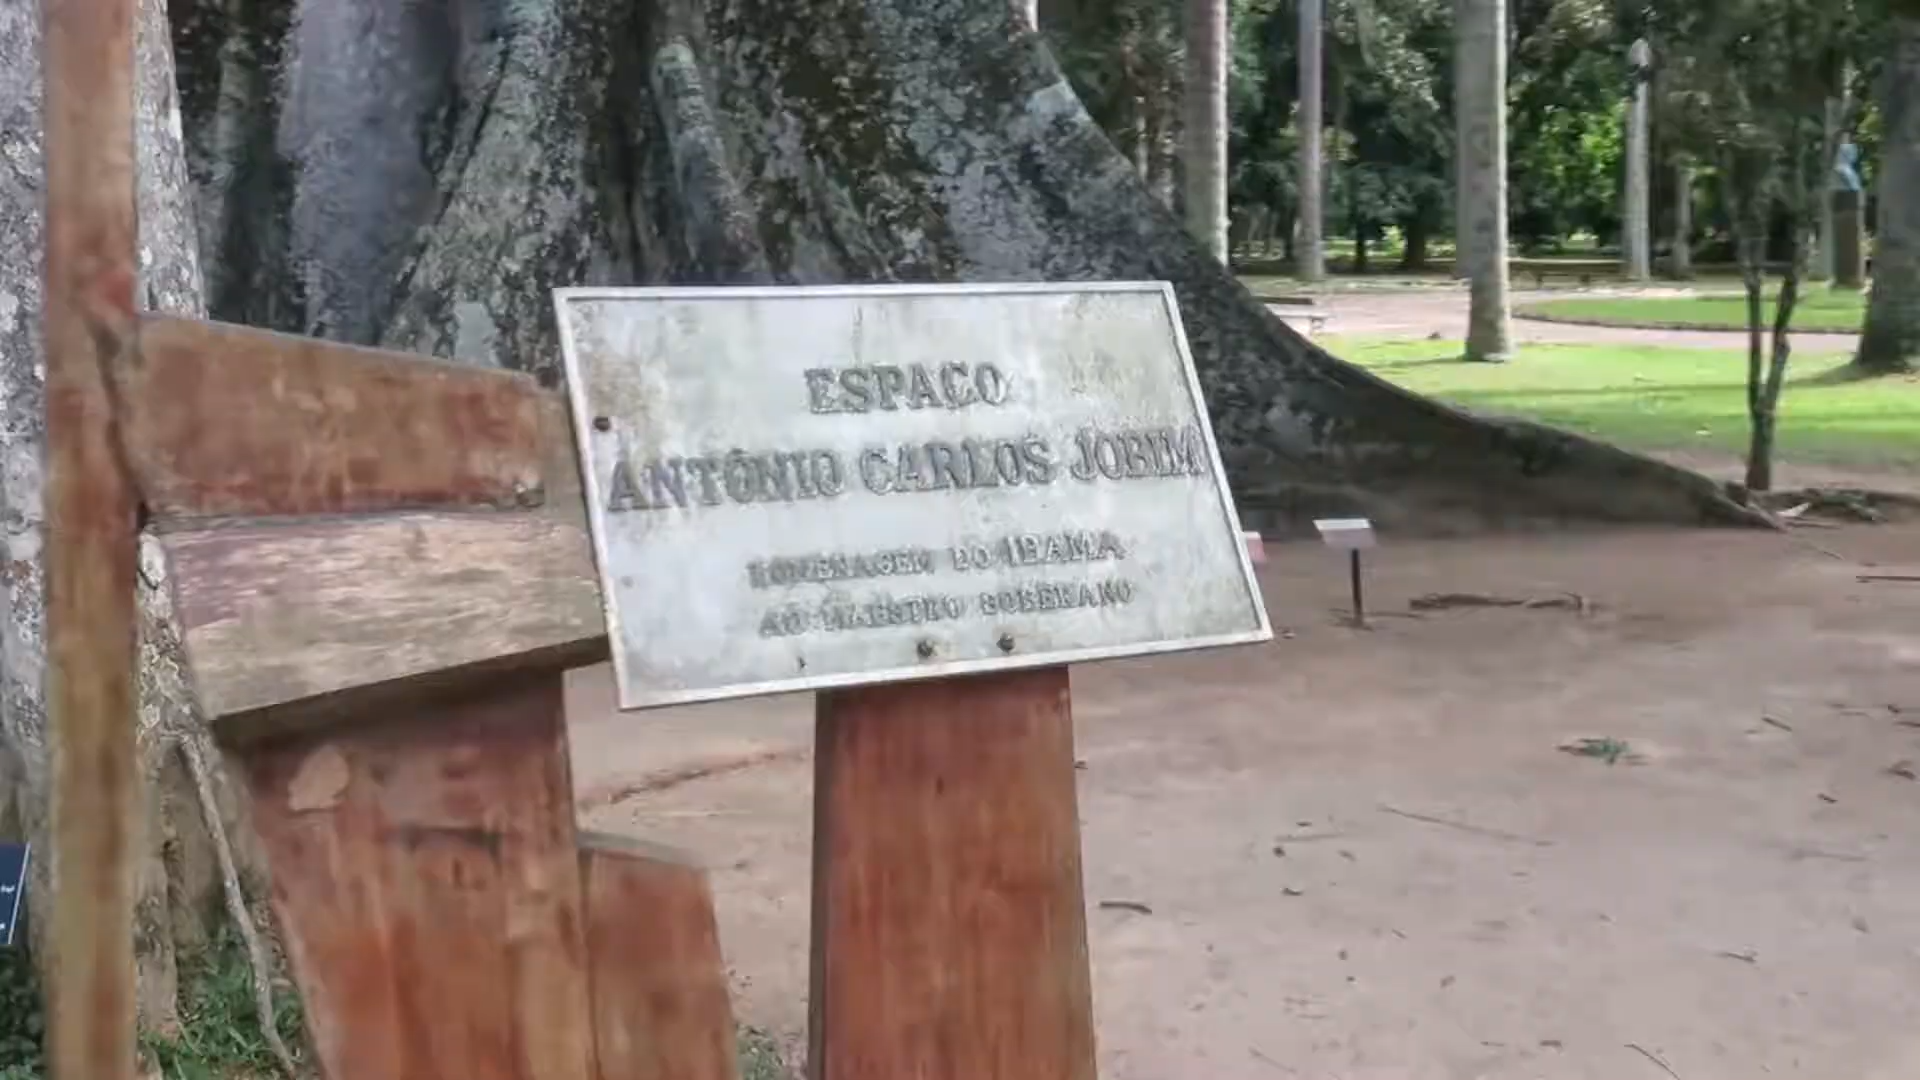 ESPAÇO
ANTÔNIO CARLOS JOBIM
HOMENAGEM DO IBAMA
AO MAESTRO SOBERANO